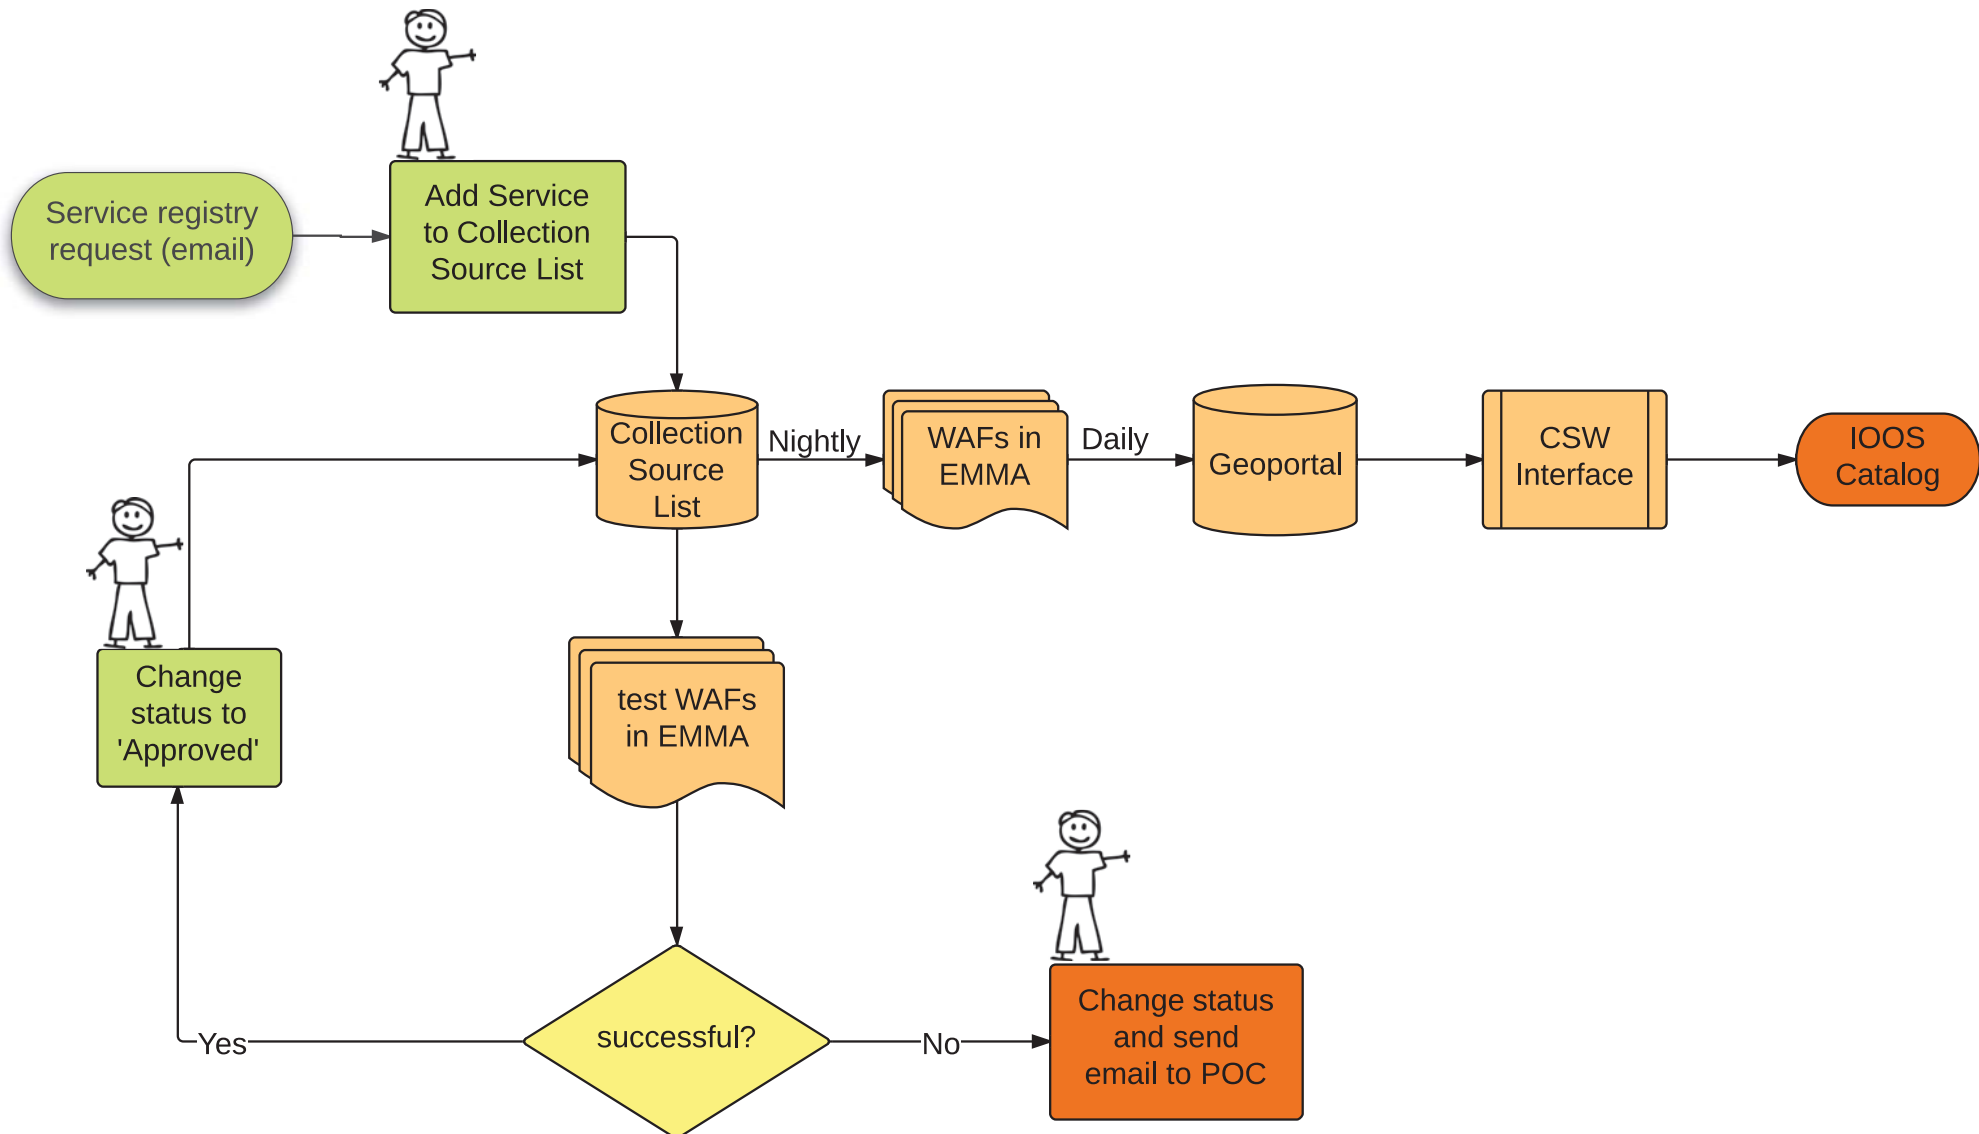 Service registry
request (email)
Add Service
to Collection
Source List
Collection
Source
List
Nightly
WAFs in
EMMA
Daily
Geoportal
CSW
Interface
IOOS
Catalog
Change
status to
'Approved'
test WAFs
in EMMA
successful?
Yes
No
Change status
and send
email to POC